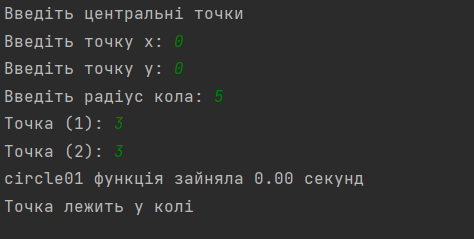 Введіть центральні точки
Введіть точку x: 0
Введіть точку y: 0
Введіть радіус кола: 5
Точка (1): 3
Точка (2): 3
circle01 функція зайняла 0.00 секунд
Точка лежить у колі